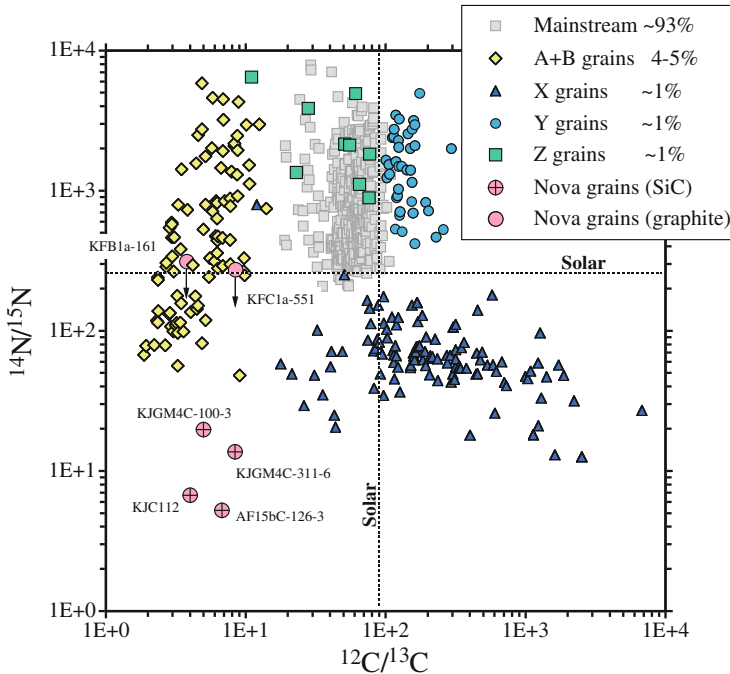 Mainstream ~93%
A+B grains 4-5%
X grains ~1%
Y grains ~1%
Z grains ~1%
Nova grains (SiC)
Nova grains (graphite)
1E+4
1E+3
1E+2
1E+1
1E+0
¹⁴N/¹⁵N
KFB1a-161
KFC1a-551
Solar
KJGM4C-100-3
KJGM4C-311-6
KJC112
AF15bC-126-3
Solar
1E+0 1E+1 1E+2 1E+3 1E+4
¹²C/¹³C